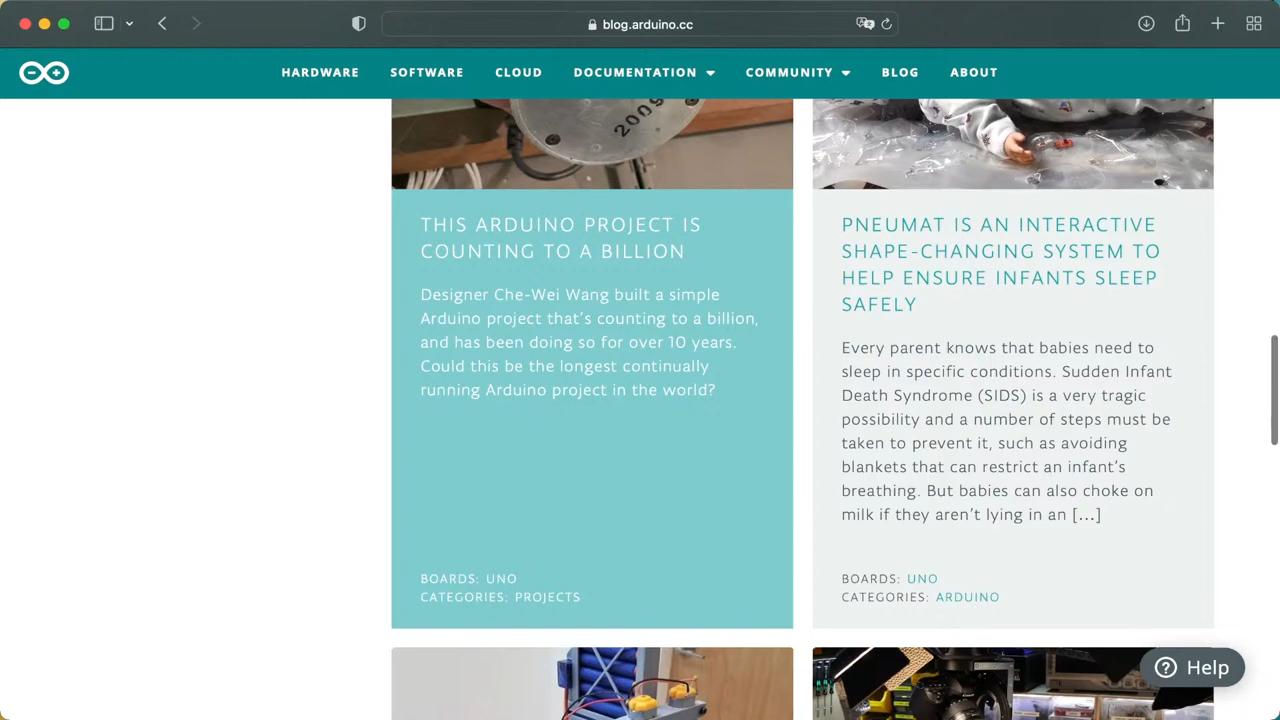 blog.arduino.cc
HARDWARE SOFTWARE CLOUD DOCUMENTATION COMMUNITY BLOG ABOUT
2009
THIS ARDUINO PROJECT IS
COUNTING TO A BILLION
Designer Che-Wei Wang built a simple
Arduino project that’s counting to a billion,
and has been doing so for over 10 years.
Could this be the longest continually
running Arduino project in the world?
BOARDS: UNO
CATEGORIES: PROJECTS
PNEUMAT IS AN INTERACTIVE
SHAPE-CHANGING SYSTEM TO
HELP ENSURE INFANTS SLEEP
SAFELY
Every parent knows that babies need to
sleep in specific conditions. Sudden Infant
Death Syndrome (SIDS) is a very tragic
possibility and a number of steps must be
taken to prevent it, such as avoiding
blankets that can restrict an infant’s
breathing. But babies can also choke on
milk if they aren’t lying in an [...]
BOARDS: UNO
CATEGORIES: ARDUINO
Help